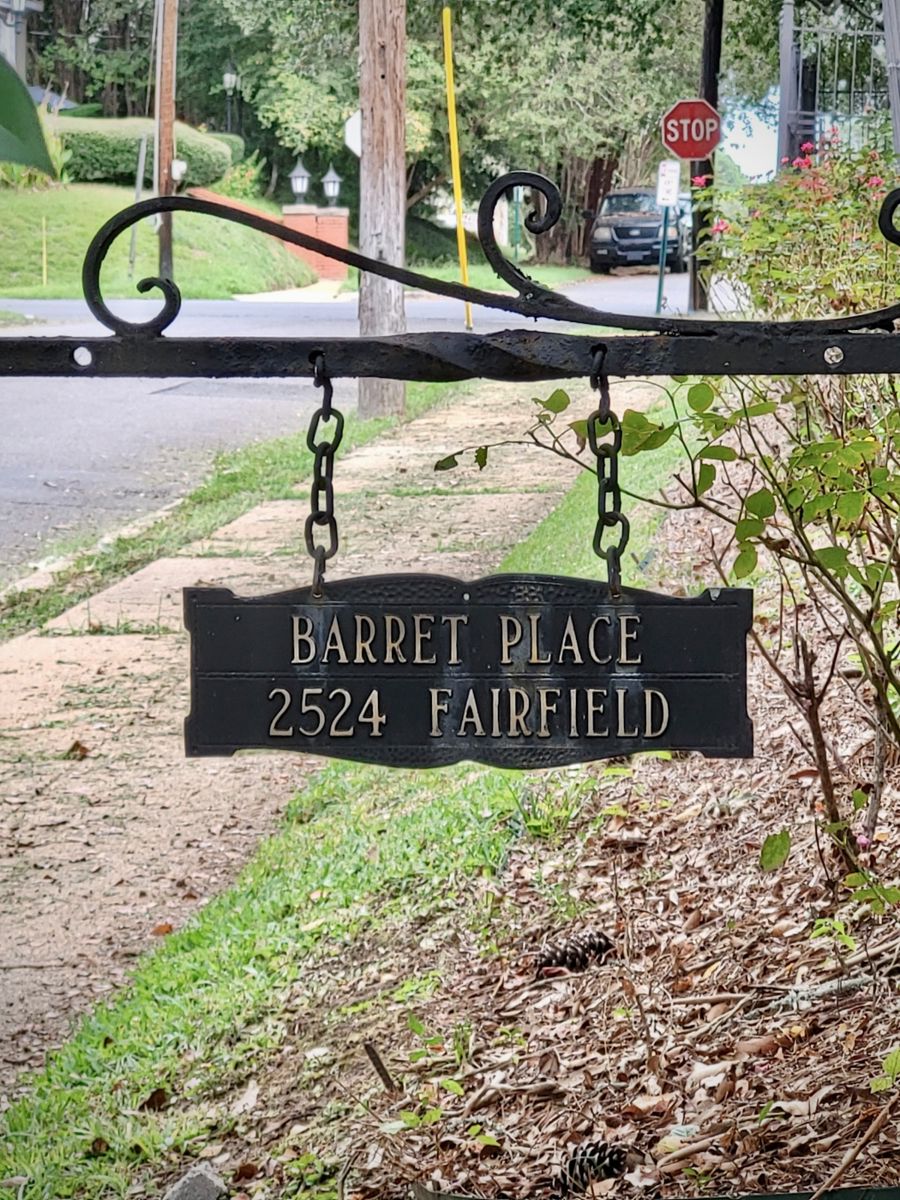 STOP
BARRET PLACE
2524 FAIRFIELD